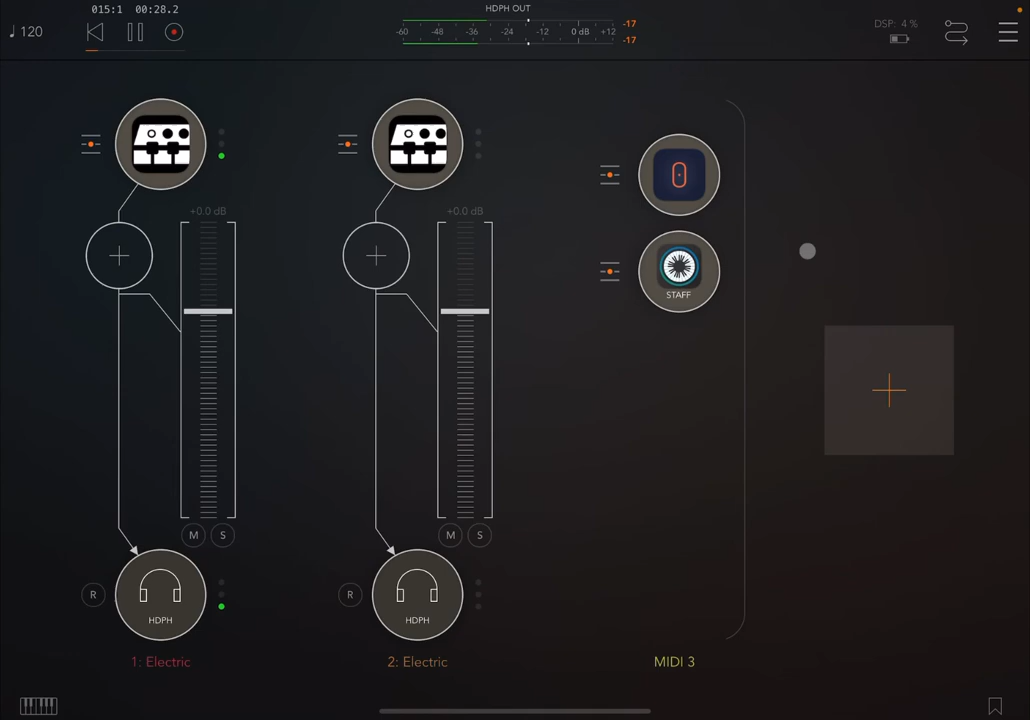 015:1 00:28.2
HDPH OUT
♩ 120
-60 -48 -36 -24 -12 0 dB +12
-17
-17
DSP: 4 %
+0.0 dB
+0.0 dB
STAFF
M S
M S
R
HDPH
R
HDPH
1: Electric
2: Electric
MIDI 3